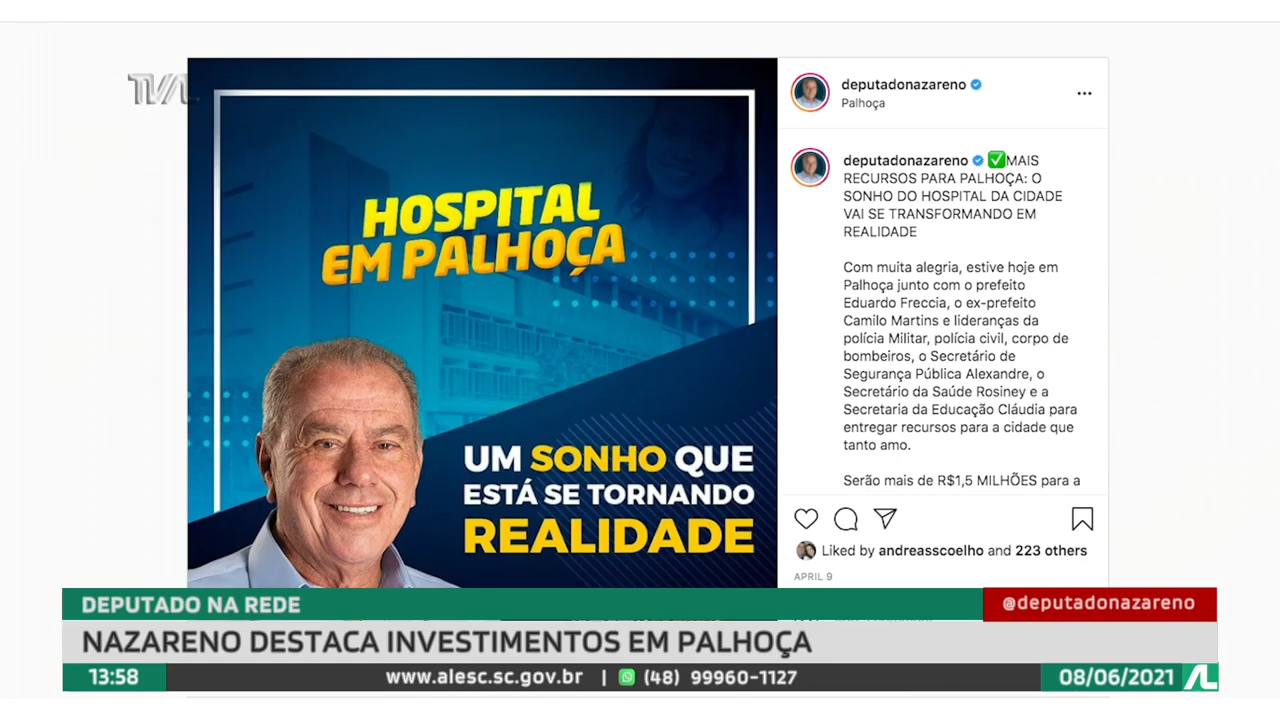 TVAL
HOSPITAL
EM PALHOÇA
UM SONHO QUE
ESTÁ SE TORNANDO
REALIDADE
deputadonazareno
Palhoça
deputadonazareno ✅MAIS
RECURSOS PARA PALHOÇA: O
SONHO DO HOSPITAL DA CIDADE
VAI SE TRANSFORMANDO EM
REALIDADE
Com muita alegria, estive hoje em
Palhoça junto com o prefeito
Eduardo Freccia, o ex-prefeito
Camilo Martins e lideranças da
polícia Militar, polícia civil, corpo de
bombeiros, o Secretário de
Segurança Pública Alexandre, o
Secretário da Saúde Rosiney e a
Secretaria da Educação Cláudia para
entregar recursos para a cidade que
tanto amo.
Serão mais de R$1,5 MILHÕES para a
Liked by andreasscoelho and 223 others
APRIL 9
DEPUTADO NA REDE
@deputadonazareno
NAZARENO DESTACA INVESTIMENTOS EM PALHOÇA
13:58
www.alesc.sc.gov.br | (48) 99960-1127
08/06/2021 AL